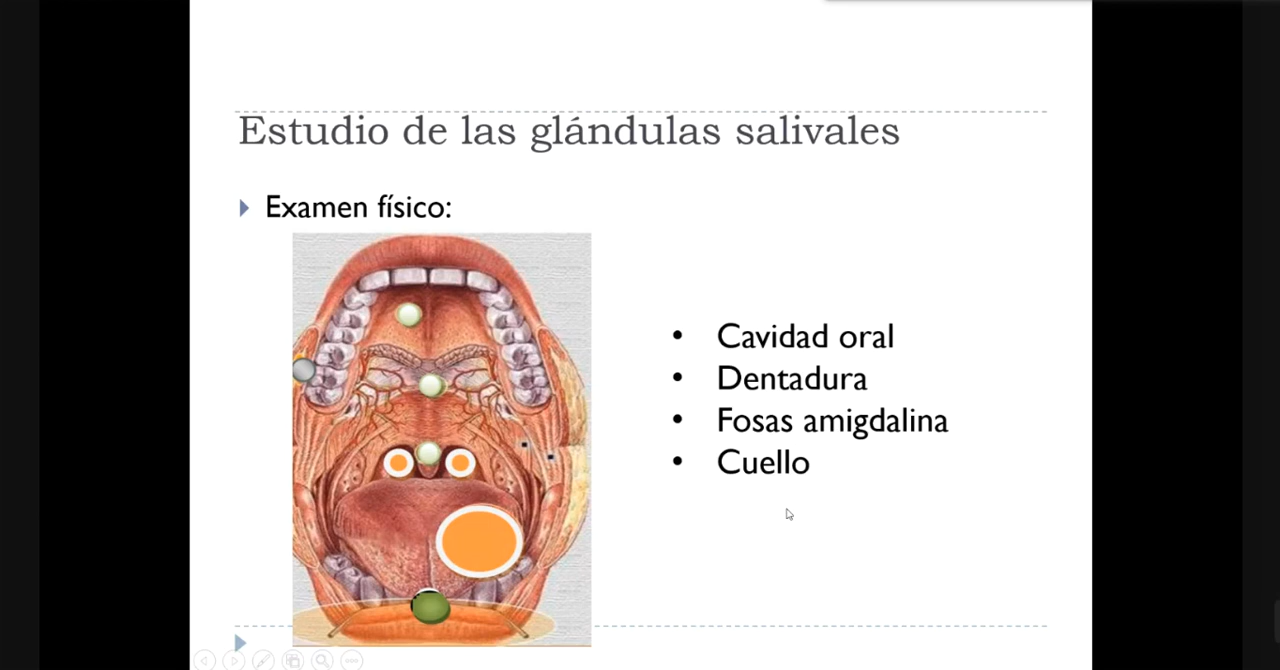 Estudio de las glándulas salivales
Examen físico:
• Cavidad oral
• Dentadura
• Fosas amigdalina
• Cuello